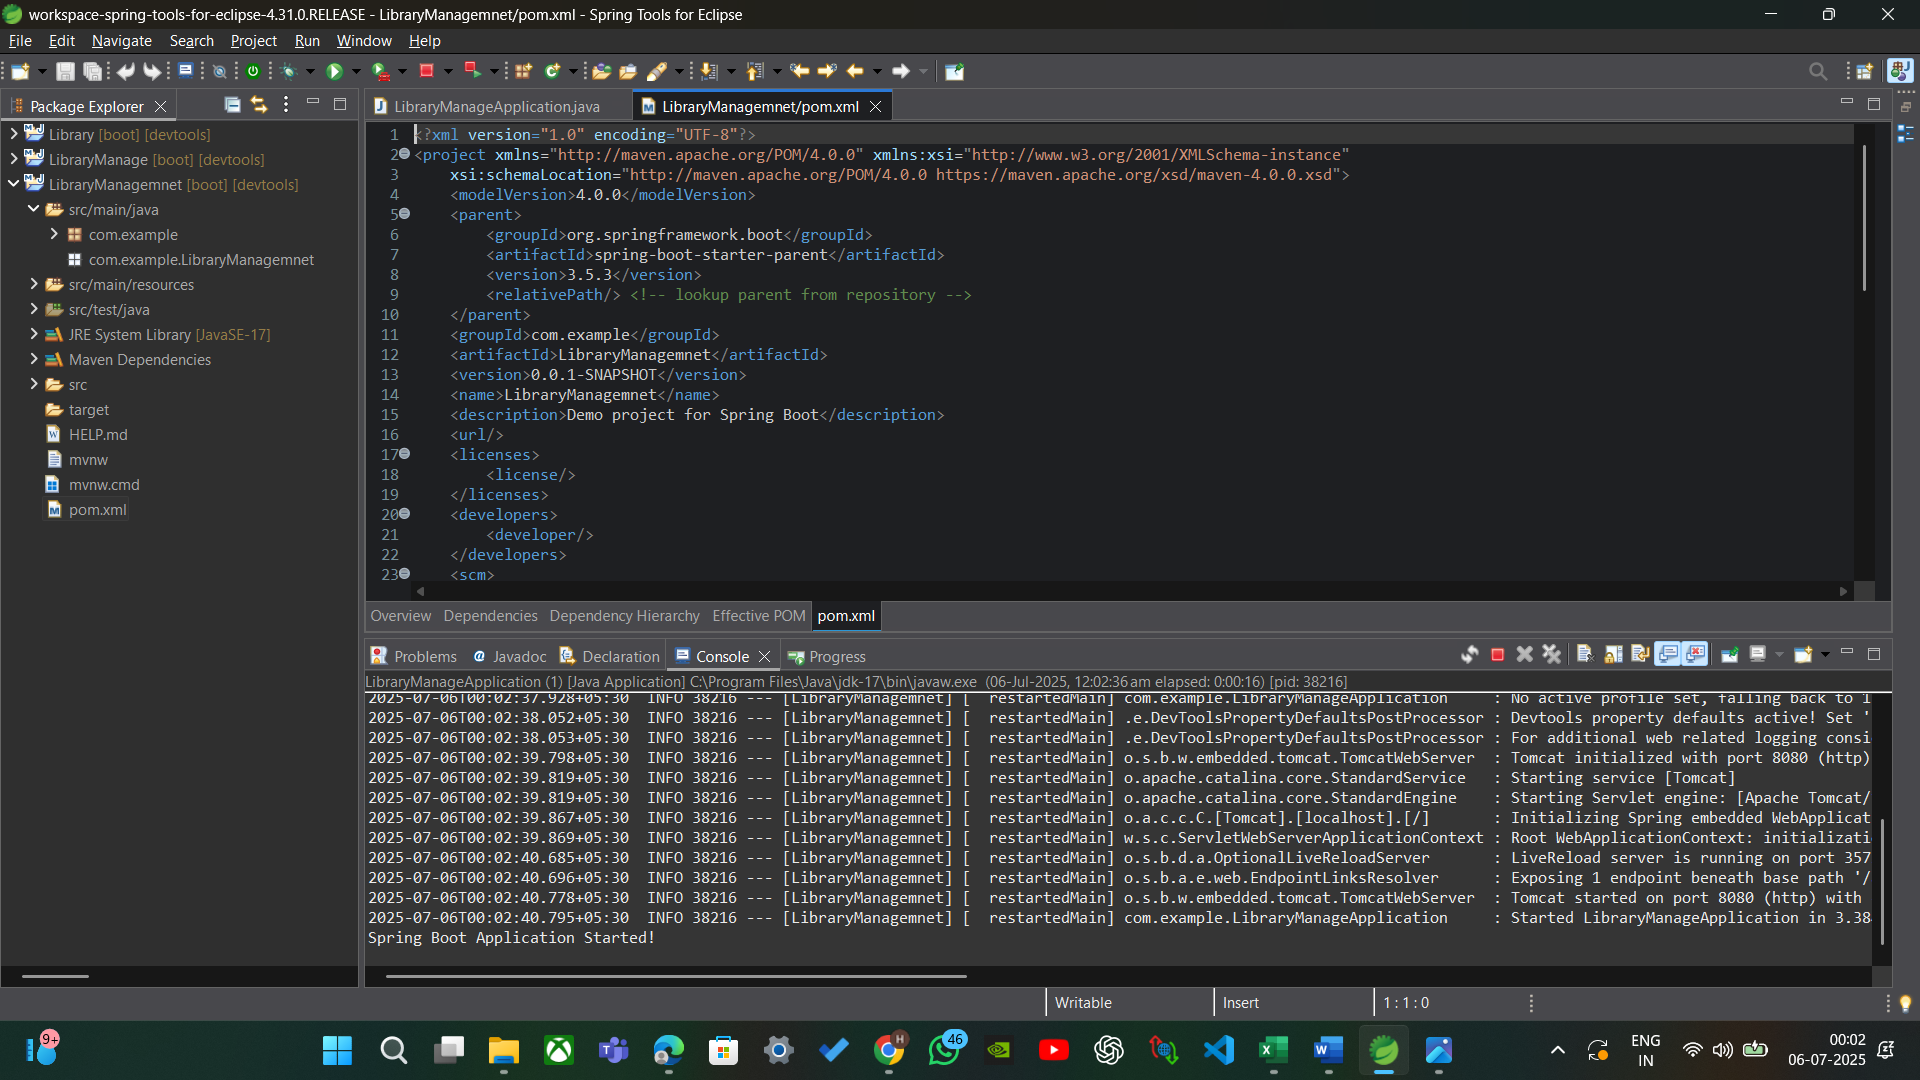 workspace-spring-tools-for-eclipse-4.31.0.RELEASE - LibraryManagemnet/pom.xml - Spring Tools for Eclipse
File Edit Navigate Search Project Run Window Help
Package Explorer
Library [boot] [devtools]
LibraryManage [boot] [devtools]
LibraryManagemnet [boot] [devtools]
src/main/java
com.example
com.example.LibraryManagemnet
src/main/resources
src/test/java
JRE System Library [JavaSE-17]
Maven Dependencies
src
target
HELP.md
mvnw
mvnw.cmd
pom.xml
LibraryManageApplication.java LibraryManagemnet/pom.xml
1 <?xml version="1.0" encoding="UTF-8"?>
2 <project xmlns="http://maven.apache.org/POM/4.0.0" xmlns:xsi="http://www.w3.org/2001/XMLSchema-instance"
3 xsi:schemaLocation="http://maven.apache.org/POM/4.0.0 https://maven.apache.org/xsd/maven-4.0.0.xsd">
4 <modelVersion>4.0.0</modelVersion>
5 <parent>
6 <groupId>org.springframework.boot</groupId>
7 <artifactId>spring-boot-starter-parent</artifactId>
8 <version>3.5.3</version>
9 <relativePath/> <!-- lookup parent from repository -->
10 </parent>
11 <groupId>com.example</groupId>
12 <artifactId>LibraryManagemnet</artifactId>
13 <version>0.0.1-SNAPSHOT</version>
14 <name>LibraryManagemnet</name>
15 <description>Demo project for Spring Boot</description>
16 <url/>
17 <licenses>
18 <license/>
19 </licenses>
20 <developers>
21 <developer/>
22 </developers>
23 <scm>
Overview Dependencies Dependency Hierarchy Effective POM pom.xml
Problems Javadoc Declaration Console Progress
LibraryManageApplication (1) [Java Application] C:\Program Files\Java\jdk-17\bin\javaw.exe (06-Jul-2025, 12:02:36 am elapsed: 0:00:16) [pid: 38216]
2025-07-06T00:02:37.928+05:30 INFO 38216 --- [LibraryManagemnet] [ restartedMain] com.example.LibraryManageApplication : No active profile set, falling back to 1
2025-07-06T00:02:38.052+05:30 INFO 38216 --- [LibraryManagemnet] [ restartedMain] .e.DevToolsPropertyDefaultsPostProcessor : Devtools property defaults active! Set '
2025-07-06T00:02:38.053+05:30 INFO 38216 --- [LibraryManagemnet] [ restartedMain] .e.DevToolsPropertyDefaultsPostProcessor : For additional web related logging consi
2025-07-06T00:02:39.798+05:30 INFO 38216 --- [LibraryManagemnet] [ restartedMain] o.s.b.w.embedded.tomcat.TomcatWebServer : Tomcat initialized with port 8080 (http)
2025-07-06T00:02:39.819+05:30 INFO 38216 --- [LibraryManagemnet] [ restartedMain] o.apache.catalina.core.StandardService : Starting service [Tomcat]
2025-07-06T00:02:39.819+05:30 INFO 38216 --- [LibraryManagemnet] [ restartedMain] o.apache.catalina.core.StandardEngine : Starting Servlet engine: [Apache Tomcat/
2025-07-06T00:02:39.867+05:30 INFO 38216 --- [LibraryManagemnet] [ restartedMain] o.a.c.c.C.[Tomcat].[localhost].[/] : Initializing Spring embedded WebApplicat
2025-07-06T00:02:39.869+05:30 INFO 38216 --- [LibraryManagemnet] [ restartedMain] w.s.c.ServletWebServerApplicationContext : Root WebApplicationContext: initializati
2025-07-06T00:02:40.685+05:30 INFO 38216 --- [LibraryManagemnet] [ restartedMain] o.s.b.d.a.OptionalLiveReloadServer : LiveReload server is running on port 357
2025-07-06T00:02:40.696+05:30 INFO 38216 --- [LibraryManagemnet] [ restartedMain] o.s.b.a.e.web.EndpointLinksResolver : Exposing 1 endpoint beneath base path '/
2025-07-06T00:02:40.778+05:30 INFO 38216 --- [LibraryManagemnet] [ restartedMain] o.s.b.w.embedded.tomcat.TomcatWebServer : Tomcat started on port 8080 (http) with
2025-07-06T00:02:40.795+05:30 INFO 38216 --- [LibraryManagemnet] [ restartedMain] com.example.LibraryManageApplication : Started LibraryManageApplication in 3.38
Spring Boot Application Started!
Writable Insert 1 : 1 : 0
9+
H
46
ENG
IN
00:02
06-07-2025